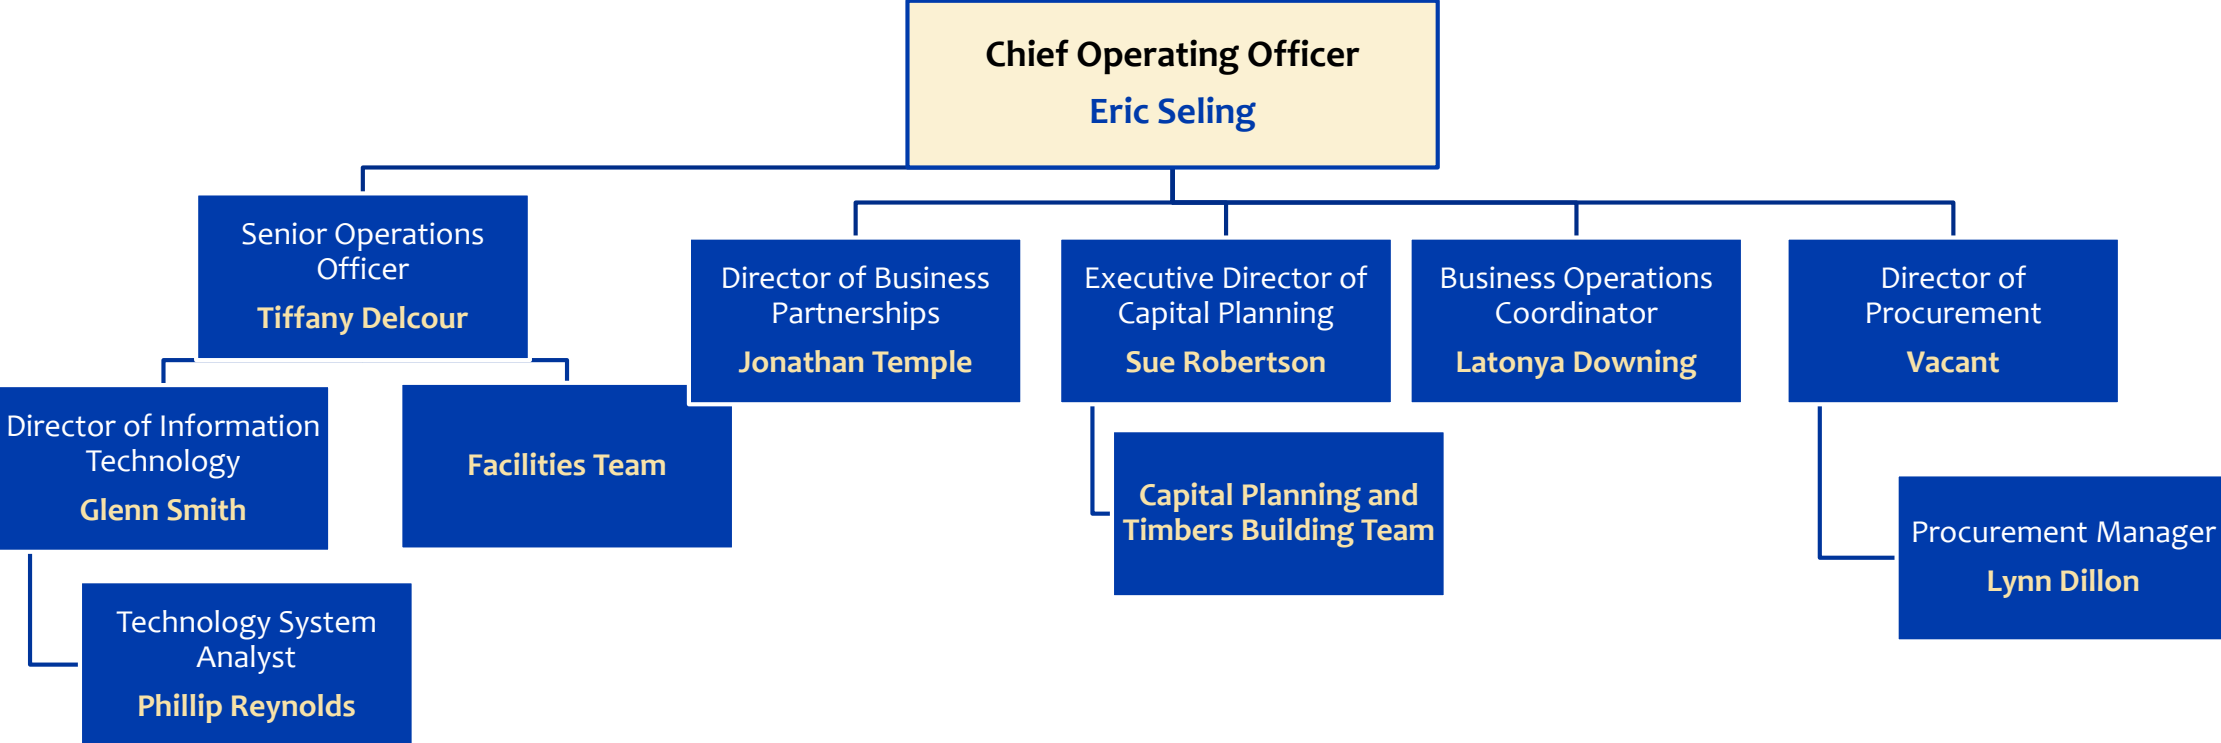 Chief Operating Officer
Eric Seling
Senior Operations
Officer
Tiffany Delcour
Director of Business
Partnerships
Jonathan Temple
Executive Director of
Capital Planning
Sue Robertson
Business Operations
Coordinator
Latonya Downing
Director of
Procurement
Vacant
Director of Information
Technology
Glenn Smith
Facilities Team
Capital Planning and
Timbers Building Team
Procurement Manager
Lynn Dillon
Technology System
Analyst
Phillip Reynolds